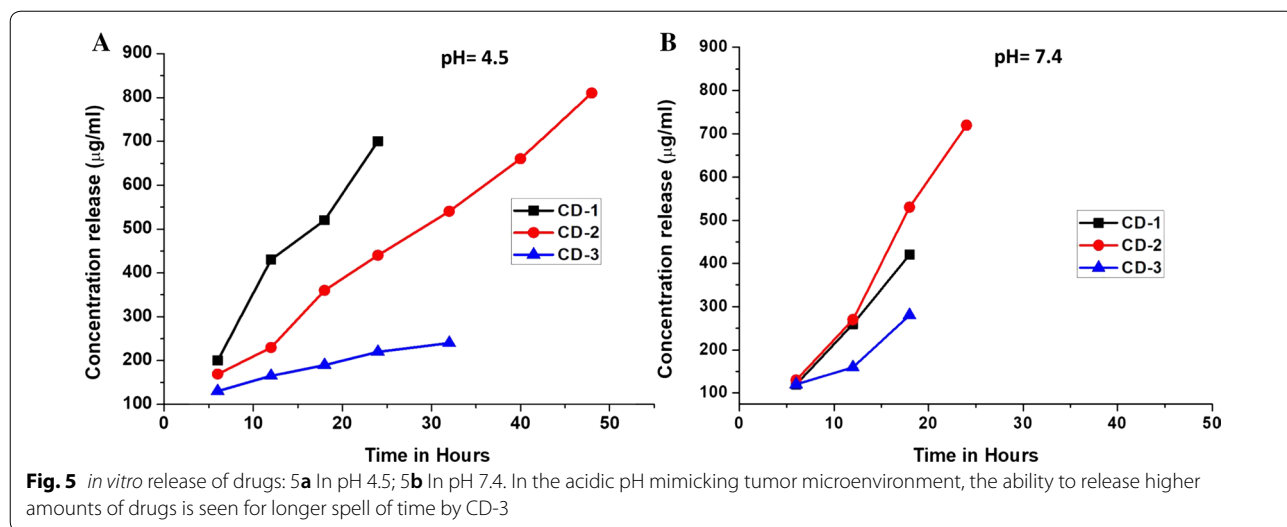 A
pH= 4.5
Concentration release (µg/ml)
900
800
700
600
500
400
300
200
100
CD-1
CD-2
CD-3
0
10
20
30
40
50
Time in Hours
B
pH= 7.4
Concentration release (µg/ml)
900
800
700
600
500
400
300
200
100
CD-1
CD-2
CD-3
0
10
20
30
40
50
Time in Hours
Fig. 5 in vitro release of drugs: 5a In pH 4.5; 5b In pH 7.4. In the acidic pH mimicking tumor microenvironment, the ability to release higher
amounts of drugs is seen for longer spell of time by CD-3